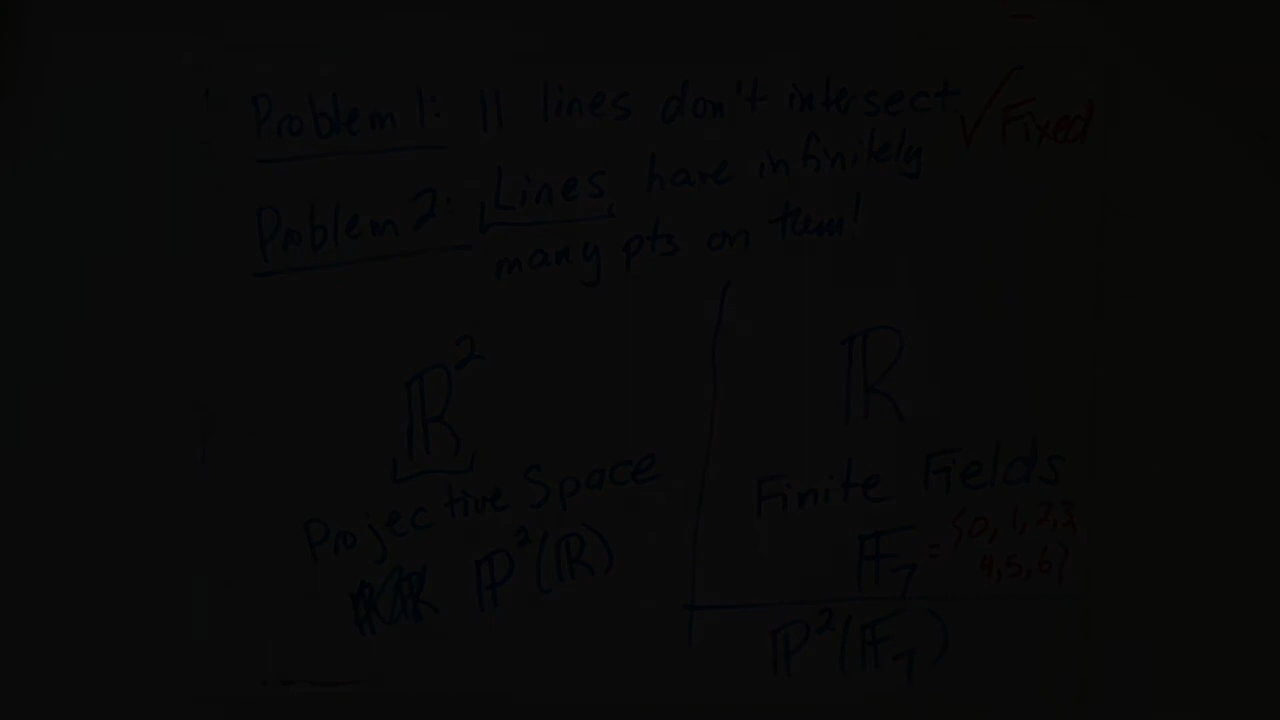 Problem 1: || lines don't intersect ✓ Fixed
Problem 2: Lines have infinitely
many pts on them!
ℝ²
Projective Space
ℙ²(ℝ)
ℝ
Finite Fields
𝔽₇ = {0, 1, 2, 3,
4, 5, 6}
ℙ²(𝔽₇)